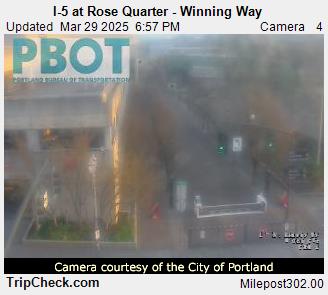 I-5 at Rose Quarter - Winning Way
Updated Mar 29 2025 6:57 PM Camera 4
PBOT
PORTLAND BUREAU OF TRANSPORTATION
Camera courtesy of the City of Portland
TripCheck.com Milepost302.00